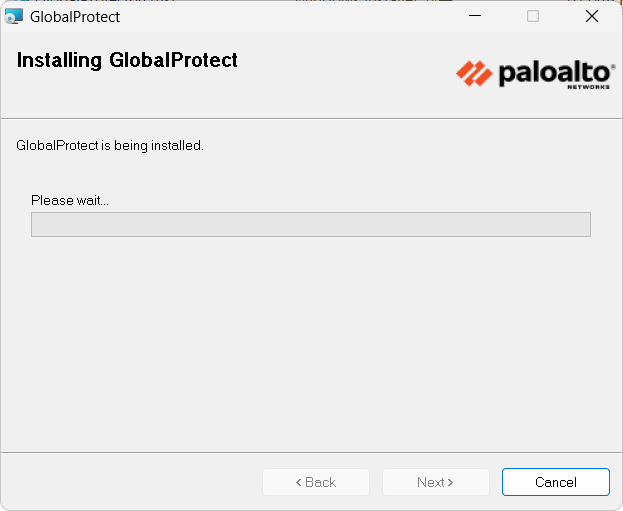 GlobalProtect
Installing GlobalProtect
paloalto
NETWORKS
GlobalProtect is being installed.
Please wait...
< Back
Next >
Cancel